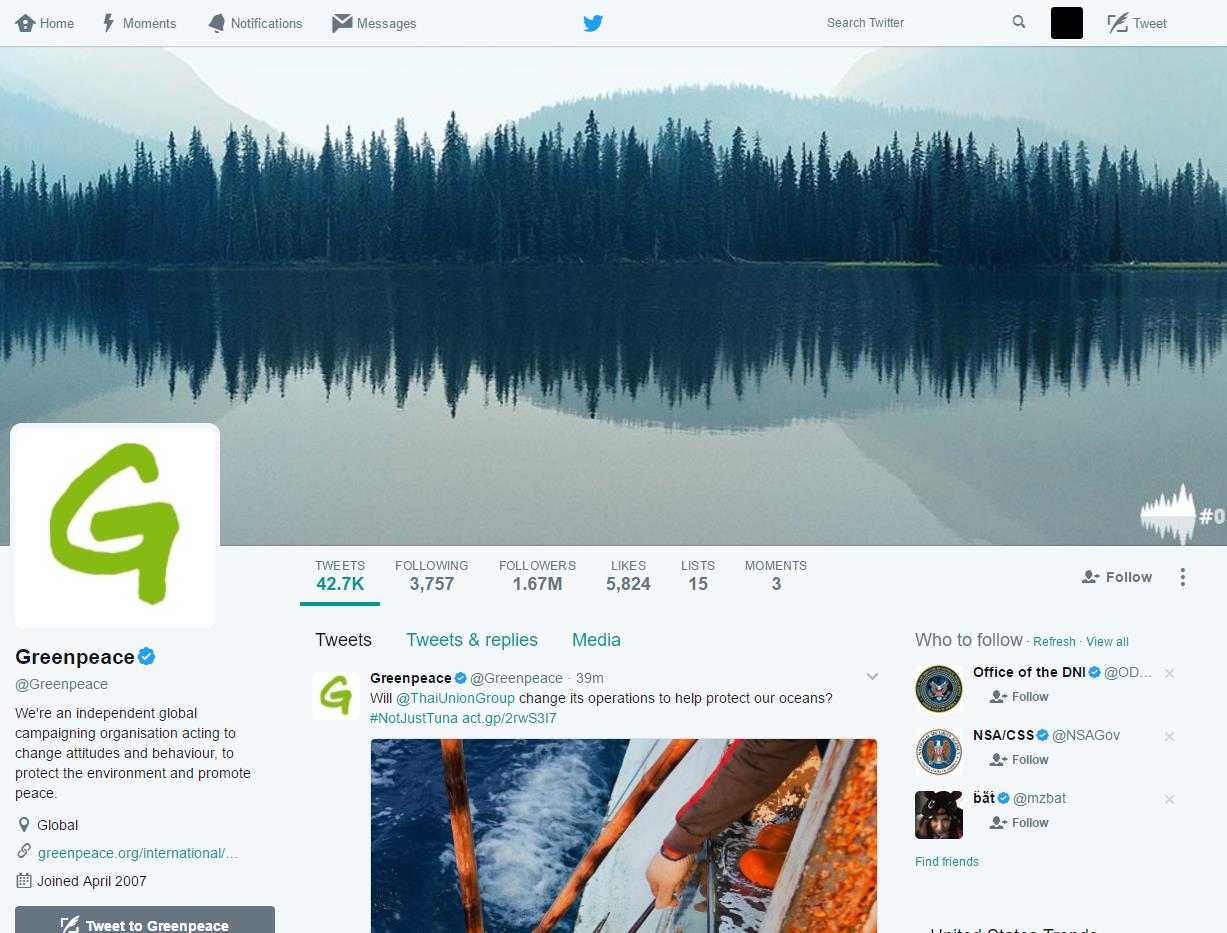 Home
Moments
Notifications
Messages
Search Twitter
Tweet
TWEETS
42.7K
FOLLOWING
3,757
FOLLOWERS
1.67M
LIKES
5,824
LISTS
15
MOMENTS
3
Follow
Greenpeace
@Greenpeace
We're an independent global
campaigning organisation acting to
change attitudes and behaviour, to
protect the environment and promote
peace.
Global
greenpeace.org/international/…
Joined April 2007
Tweet to Greenpeace
Tweets
Tweets & replies
Media
Greenpeace @Greenpeace · 39m
Will @ThaiUnionGroup change its operations to help protect our oceans?
#NotJustTuna act.gp/2rwS3I7
Who to follow · Refresh · View all
Office of the DNI @OD…
Follow
NSA/CSS @NSAGov
Follow
@mzbat
Follow
Find friends
United States Trends